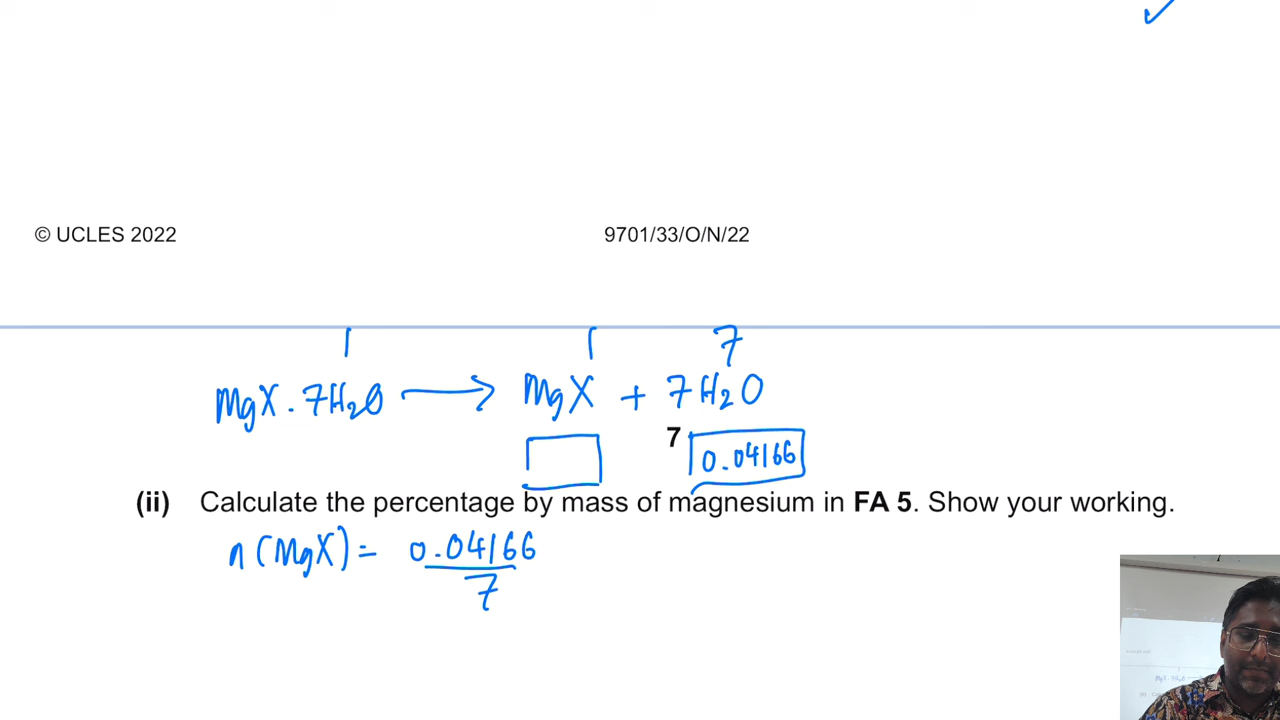 © UCLES 2022 9701/33/O/N/22
1 1 7
MgX . 7H₂O → MgX + 7H₂O
7 0.04166
(ii) Calculate the percentage by mass of magnesium in FA 5. Show your working.
n (MgX) = 0.04166
7